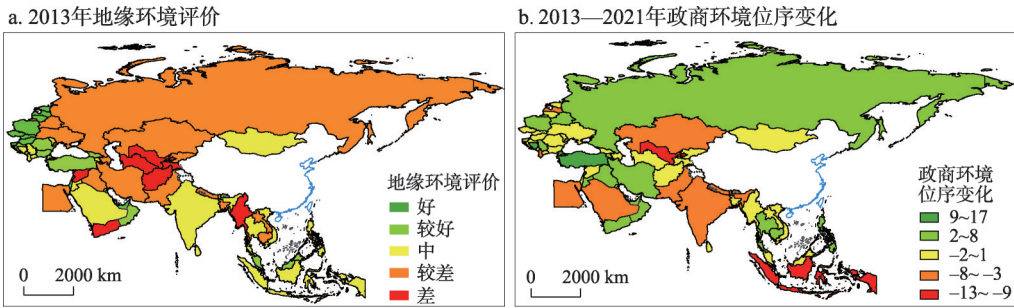 a. 2013年地缘环境评价
地缘环境评价
好
较好
中
较差
差
0 2000 km
b. 2013—2021年政商环境位序变化
政商环境
位序变化
9~17
2~8
−2~1
−8~ −3
−13~ −9
0 2000 km